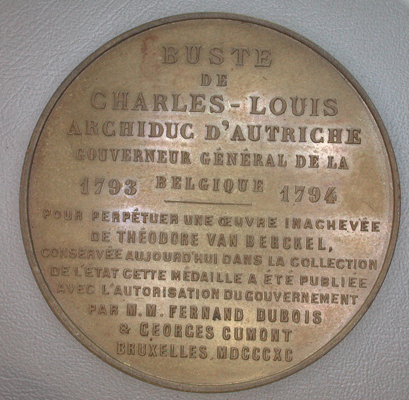 BUSTE
DE
CHARLES-LOUIS
ARCHIDUC D'AUTRICHE
GOUVERNEUR GÉNÉRAL DE LA
1793 BELGIQUE 1794
POUR PERPÉTUER UNE ŒUVRE INACHEVÉE
DE THÉODORE VAN BERCKEL,
CONSERVÉE AUJOURD'HUI DANS LA COLLECTION
DE L'ÉTAT CETTE MÉDAILLE A ÉTÉ PUBLIÉE
AVEC L'AUTORISATION DU GOUVERNEMENT
PAR M.M. FERNAND DUBOIS
& GEORGES CUMONT
BRUXELLES MDCCCXC